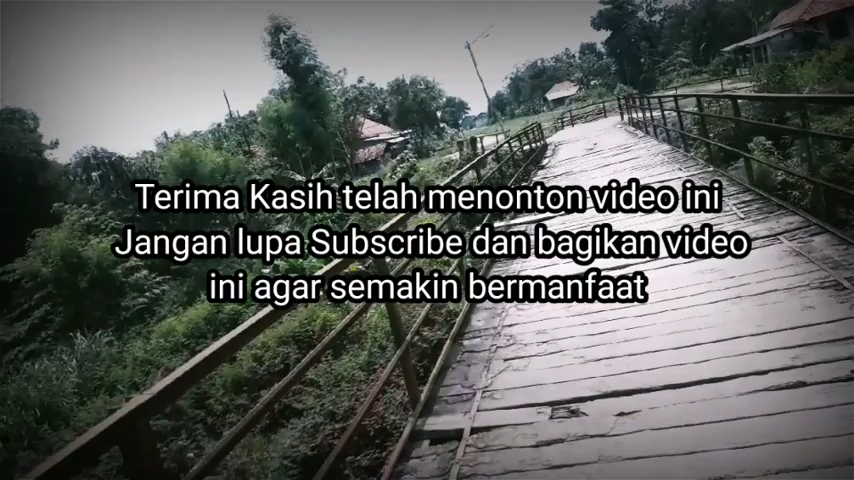 Terima Kasih telah menonton video ini
Jangan lupa Subscribe dan bagikan video
ini agar semakin bermanfaat